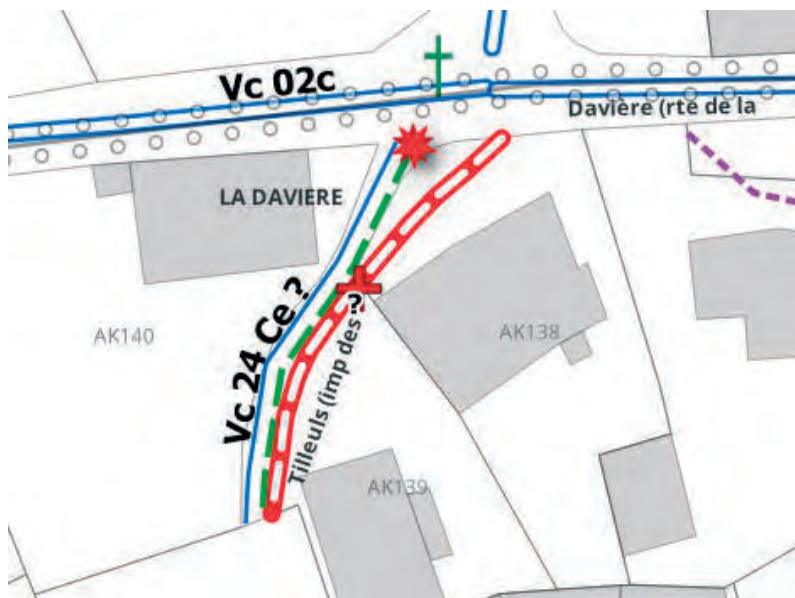 Vc 02c
Davière (rte de la
LA DAVIERE
Vc 24 Ce ?
?
Tilleuls (imp des
AK140
AK138
AK139